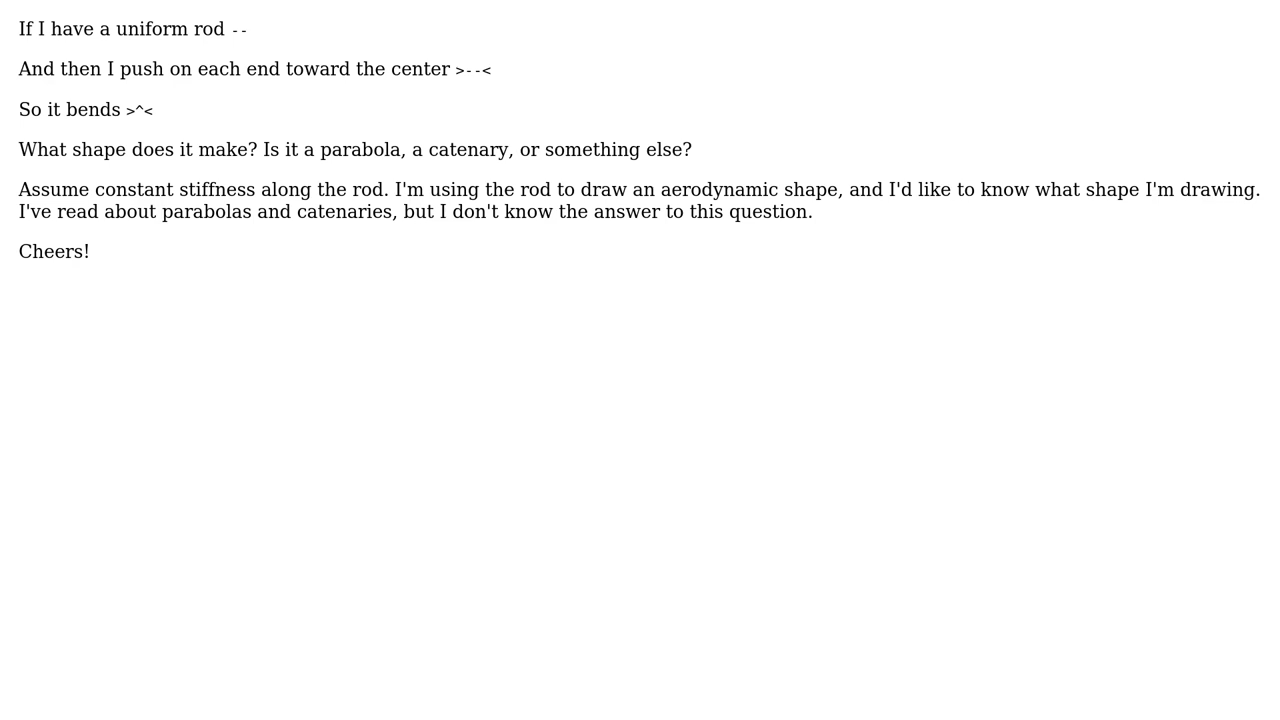 If I have a uniform rod --
And then I push on each end toward the center >--<
So it bends >^<
What shape does it make? Is it a parabola, a catenary, or something else?
Assume constant stiffness along the rod. I'm using the rod to draw an aerodynamic shape, and I'd like to know what shape I'm drawing.
I've read about parabolas and catenaries, but I don't know the answer to this question.
Cheers!